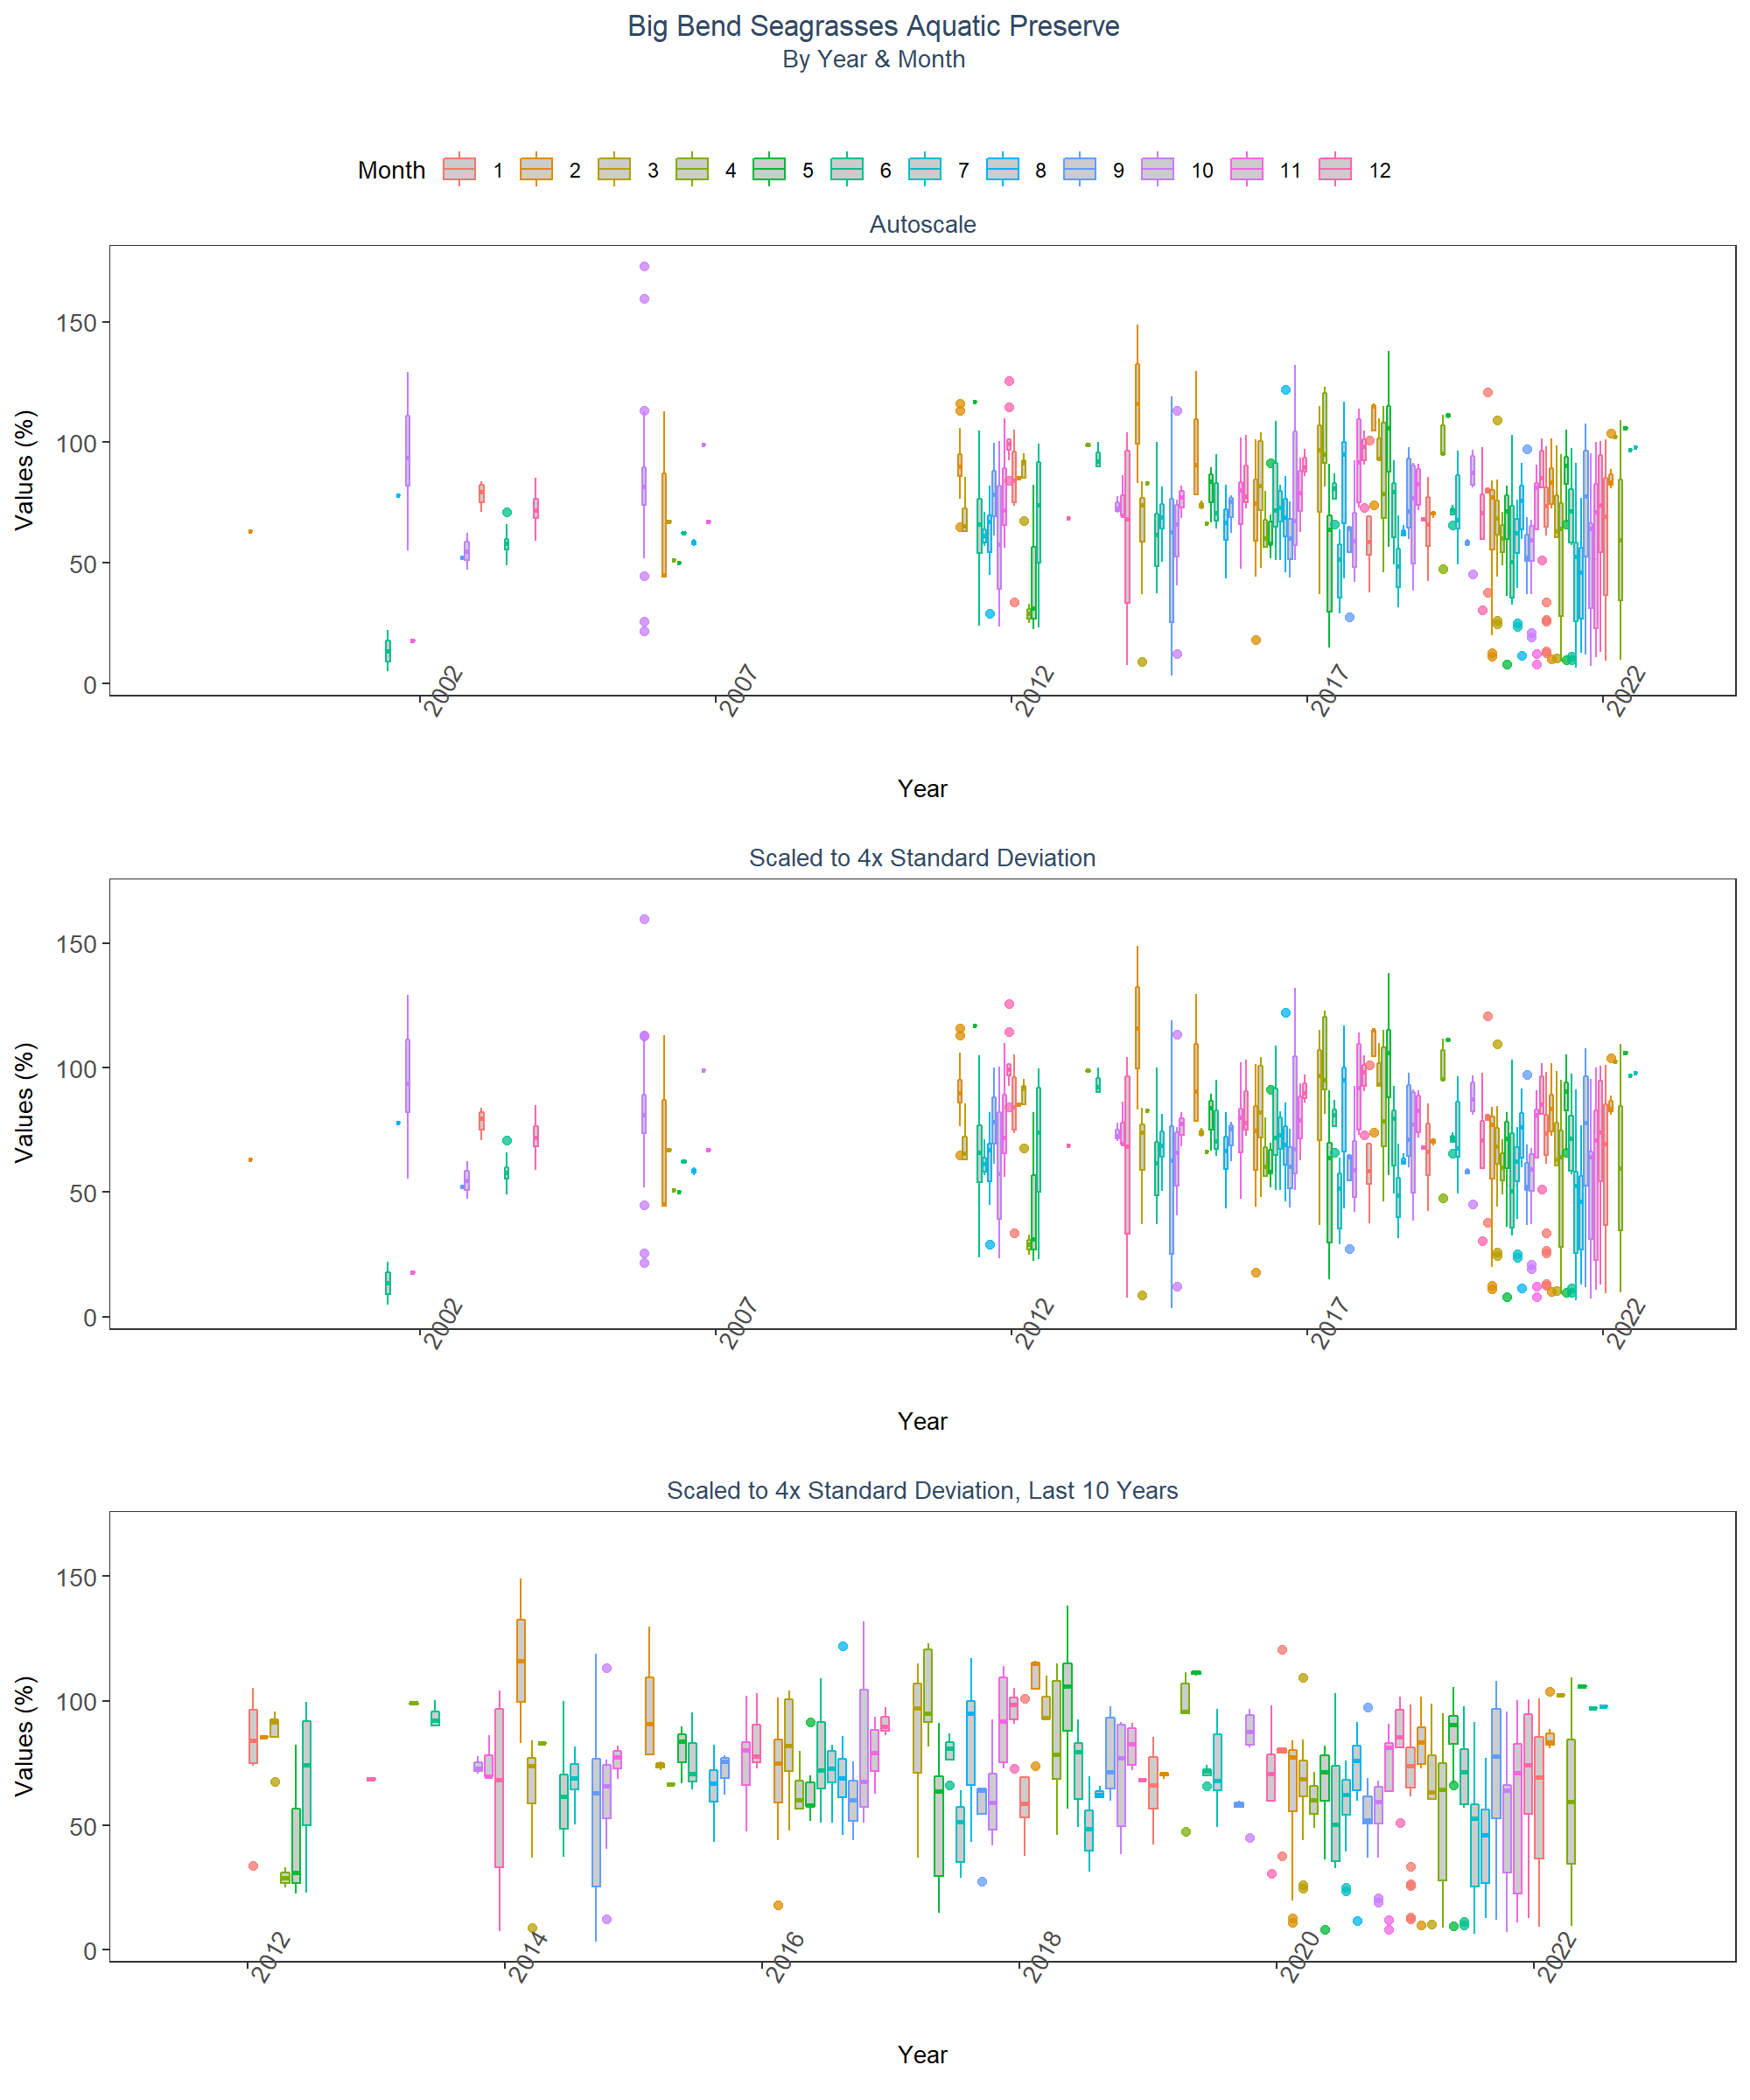 Big Bend Seagrasses Aquatic Preserve
By Year & Month
Month 1 2 3 4 5 6 7 8 9 10 11 12
Autoscale
Values (%)
150
100
50
0
2002 2007 2012 2017 2022
Year
Scaled to 4x Standard Deviation
Values (%)
150
100
50
0
2002 2007 2012 2017 2022
Year
Scaled to 4x Standard Deviation, Last 10 Years
Values (%)
150
100
50
0
2012 2014 2016 2018 2020 2022
Year